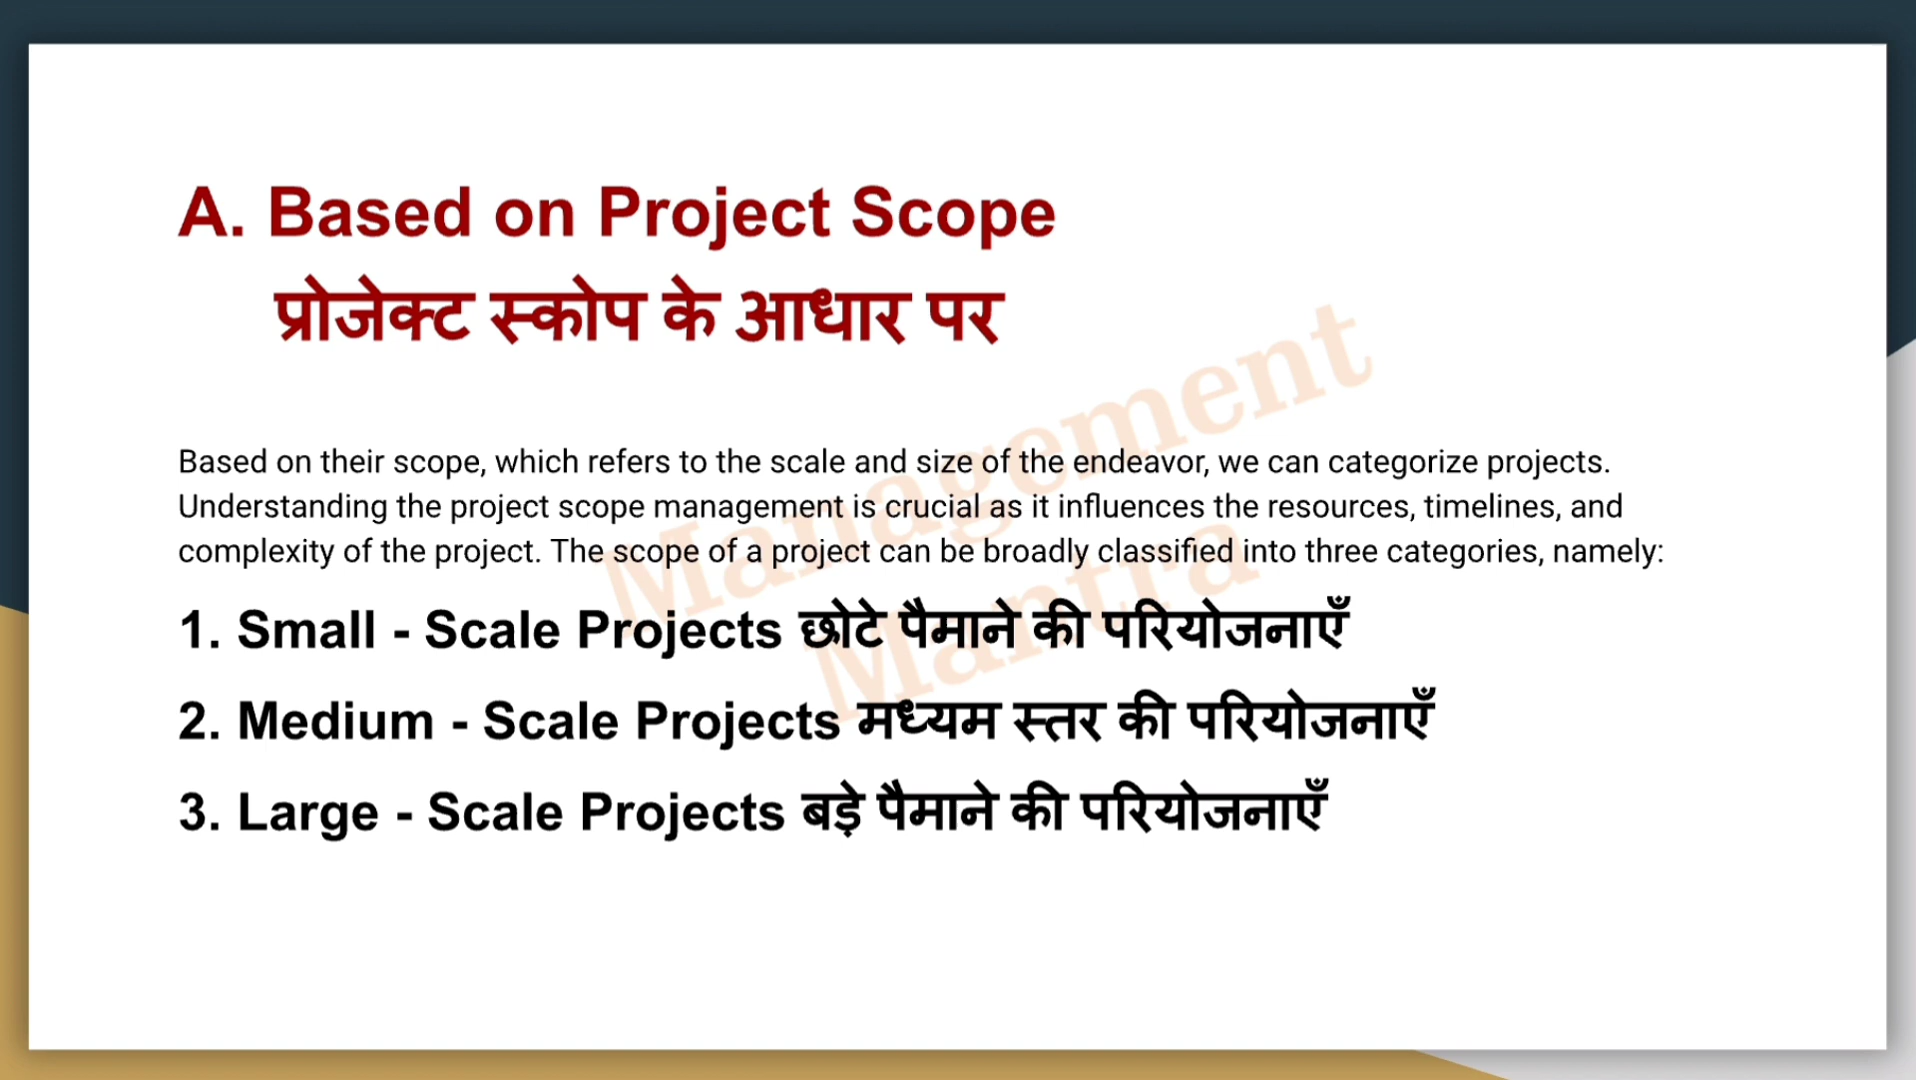 A. Based on Project Scope
प्रोजेक्ट स्कोप के आधार पर
Based on their scope, which refers to the scale and size of the endeavor, we can categorize projects.
Understanding the project scope management is crucial as it influences the resources, timelines, and
complexity of the project. The scope of a project can be broadly classified into three categories, namely:
1. Small - Scale Projects छोटे पैमाने की परियोजनाएँ
2. Medium - Scale Projects मध्यम स्तर की परियोजनाएँ
3. Large - Scale Projects बड़े पैमाने की परियोजनाएँ
Management
Mantra